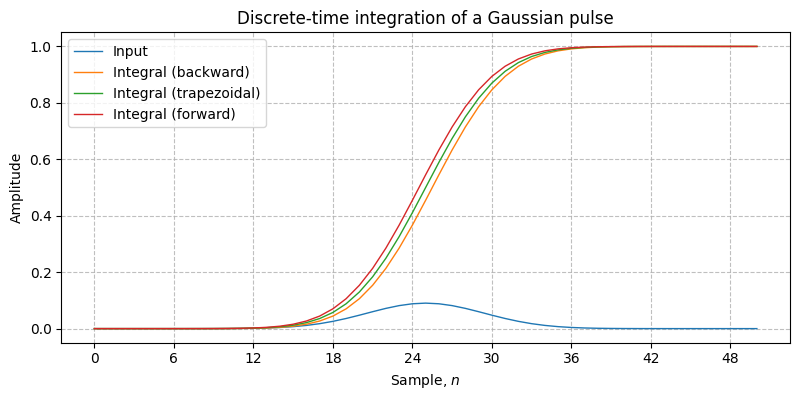 Discrete-time integration of a Gaussian pulse
Input
Integral (backward)
Integral (trapezoidal)
Integral (forward)
Amplitude
1.0
0.8
0.6
0.4
0.2
0.0
0 6 12 18 24 30 36 42 48
Sample, n